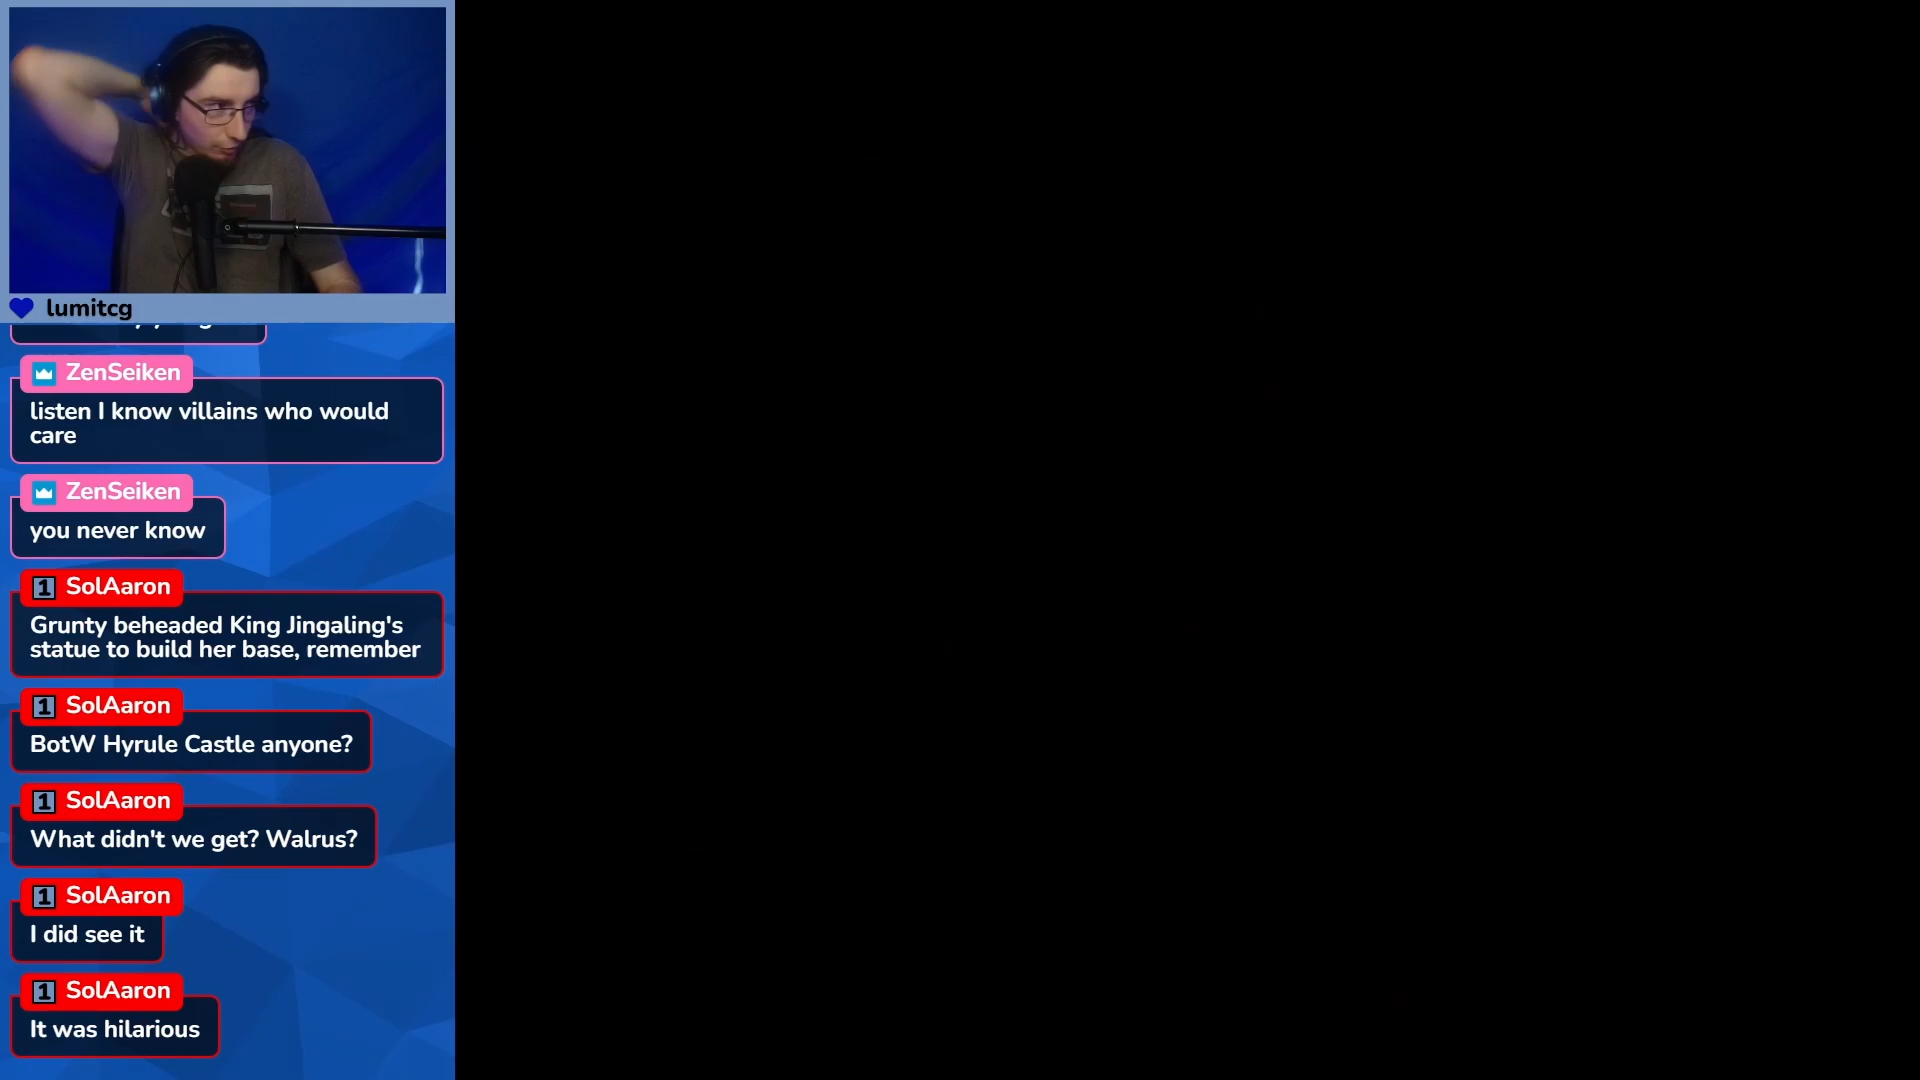 lumitcg
ZenSeiken
listen I know villains who would
care
ZenSeiken
you never know
1 SolAaron
Grunty beheaded King Jingaling's
statue to build her base, remember
1 SolAaron
BotW Hyrule Castle anyone?
1 SolAaron
What didn't we get? Walrus?
1 SolAaron
I did see it
1 SolAaron
It was hilarious